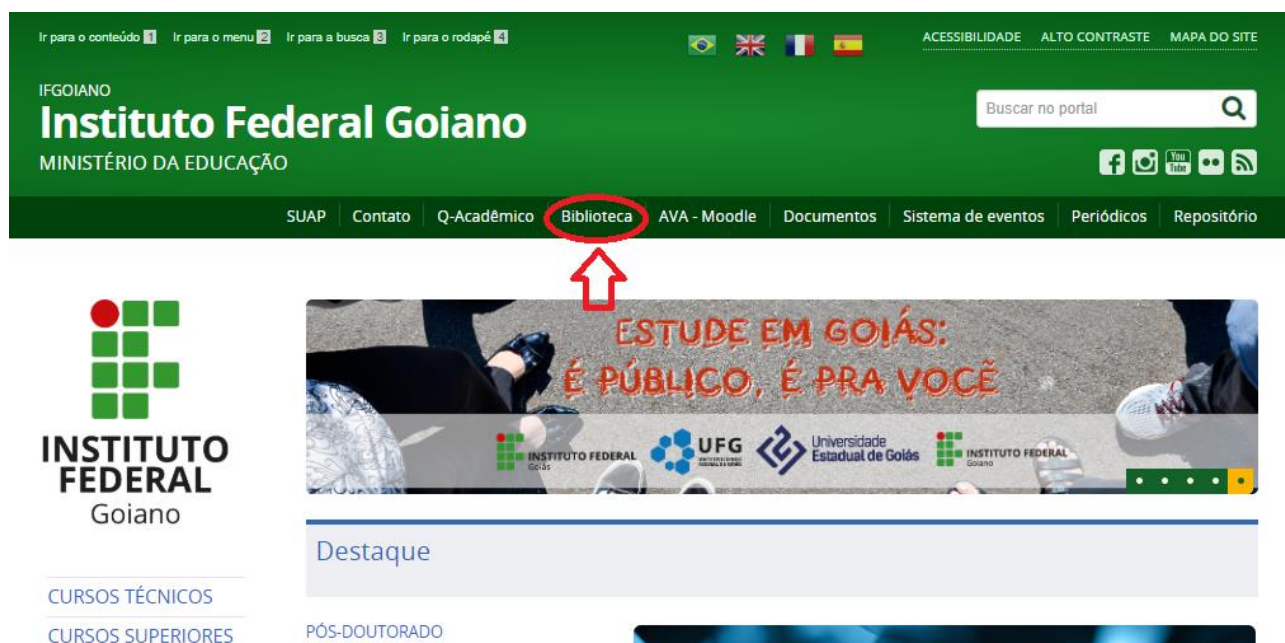 Ir para o conteúdo 1 Ir para o menu 2 Ir para a busca 3 Ir para o rodapé 4
ACESSIBILIDADE ALTO CONTRASTE MAPA DO SITE
IFGOIANO
Instituto Federal Goiano
MINISTÉRIO DA EDUCAÇÃO
Buscar no portal
You Tube
SUAP Contato Q-Acadêmico Biblioteca AVA - Moodle Documentos Sistema de eventos Periódicos Repositório
ESTUDE EM GOIÁS:
É PÚBLICO, É PRA VOCÊ
INSTITUTO FEDERAL
Goiás
UFG
Universidade
Estadual de Goiás
INSTITUTO FEDERAL
Goiano
INSTITUTO
FEDERAL
Goiano
Destaque
CURSOS TÉCNICOS
CURSOS SUPERIORES
PÓS-DOUTORADO